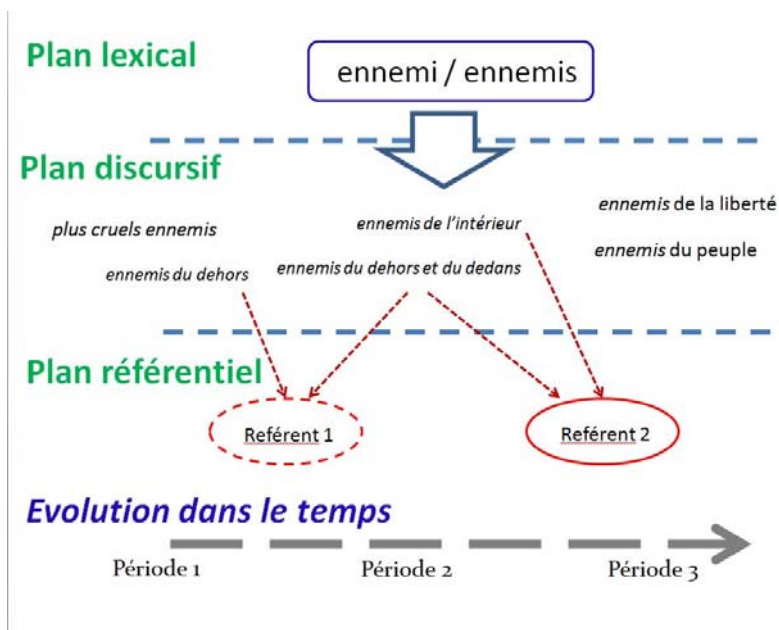 Plan lexical
ennemi / ennemis
Plan discursif
plus cruels ennemis
ennemis de l'intérieur
ennemis de la liberté
ennemis du peuple
ennemis du dehors
ennemis du dehors et du dedans
Plan référentiel
Reférent 1
Reférent 2
Evolution dans le temps
Période 1
Période 2
Période 3